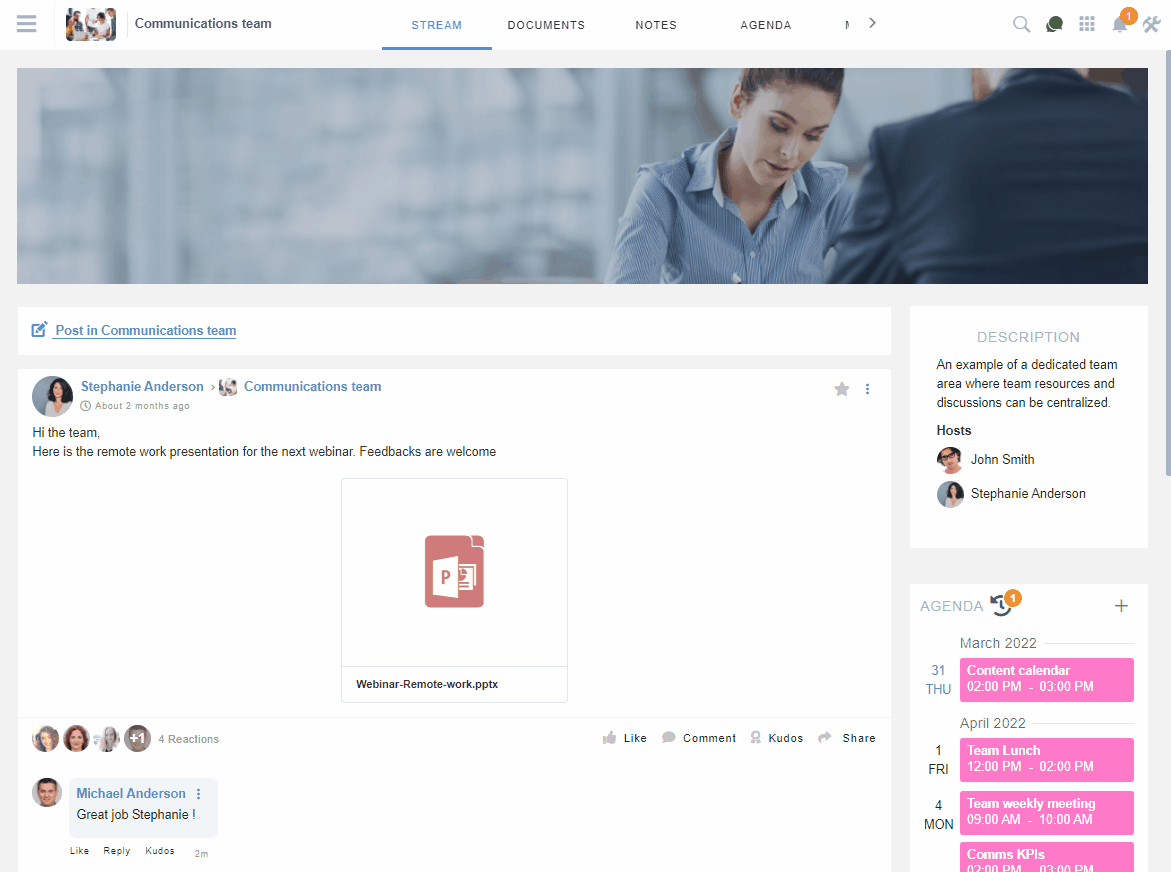 Communications team
STREAM
DOCUMENTS
NOTES
AGENDA
1
Post in Communications team
Stephanie Anderson › Communications team
About 2 months ago
Hi the team,
Here is the remote work presentation for the next webinar. Feedbacks are welcome
P
Webinar-Remote-work.pptx
+1
4 Reactions
Like
Comment
Kudos
Share
Michael Anderson
Great job Stephanie !
Like
Reply
Kudos
2m
DESCRIPTION
An example of a dedicated team
area where team resources and
discussions can be centralized.
Hosts
John Smith
Stephanie Anderson
AGENDA
1
March 2022
31
THU
Content calendar
02:00 PM - 03:00 PM
April 2022
1
FRI
Team Lunch
12:00 PM - 02:00 PM
4
MON
Team weekly meeting
09:00 AM - 10:00 AM
Comms KPIs
02:00 PM - 03:00 PM